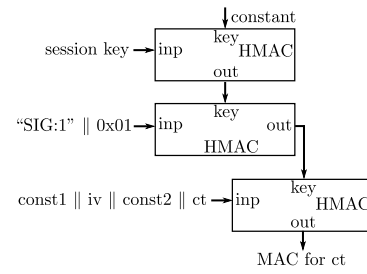 constant
key
session key inp HMAC
out
key
“SIG:1” ∥ 0x01 inp out
HMAC
key
const1 ∥ iv ∥ const2 ∥ ct inp HMAC
out
MAC for ct